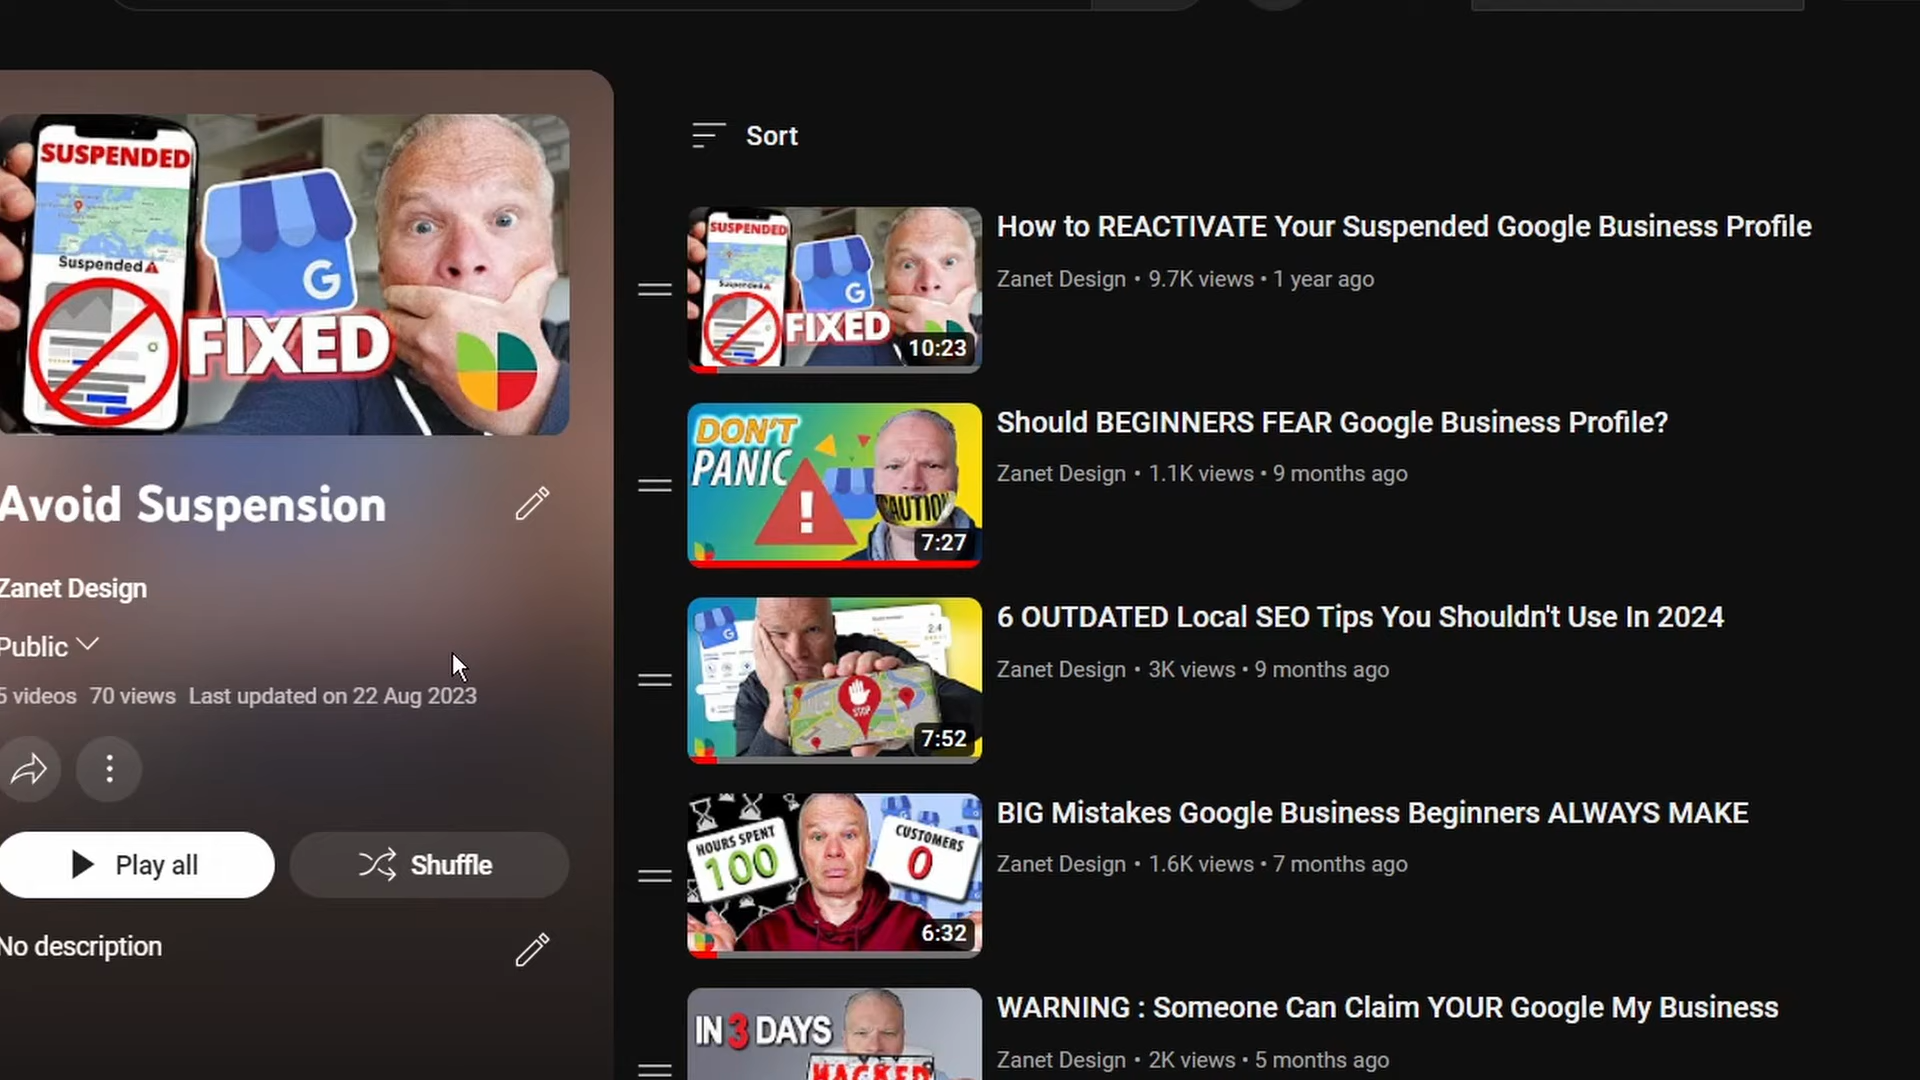 SUSPENDED
Suspended
G
FIXED
Avoid Suspension
Zanet Design
Public
5 videos 70 views Last updated on 22 Aug 2023
Play all
Shuffle
No description
Sort
SUSPENDED
Suspended
G
FIXED
10:23
How to REACTIVATE Your Suspended Google Business Profile
Zanet Design • 9.7K views • 1 year ago
DON'T
PANIC
!
CAUTION
7:27
Should BEGINNERS FEAR Google Business Profile?
Zanet Design • 1.1K views • 9 months ago
G
2.4
STOP
7:52
6 OUTDATED Local SEO Tips You Shouldn't Use In 2024
Zanet Design • 3K views • 9 months ago
HOURS SPENT
100
CUSTOMERS
0
6:32
BIG Mistakes Google Business Beginners ALWAYS MAKE
Zanet Design • 1.6K views • 7 months ago
IN 3 DAYS
HACKED
WARNING : Someone Can Claim YOUR Google My Business
Zanet Design • 2K views • 5 months ago